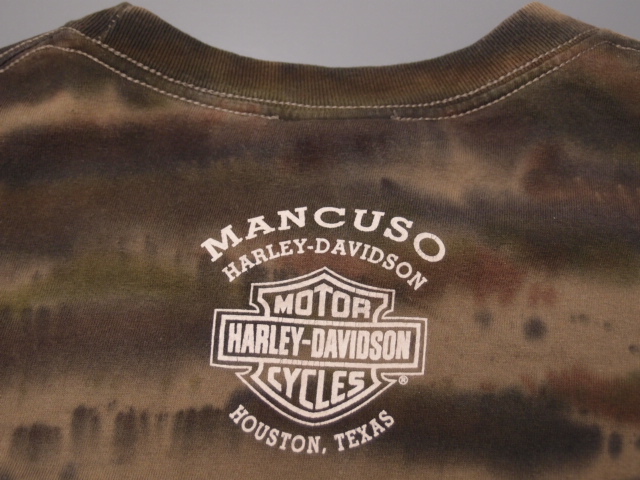 MANCUSO
HARLEY-DAVIDSON
MOTOR
HARLEY-DAVIDSON
CYCLES ®
HOUSTON, TEXAS